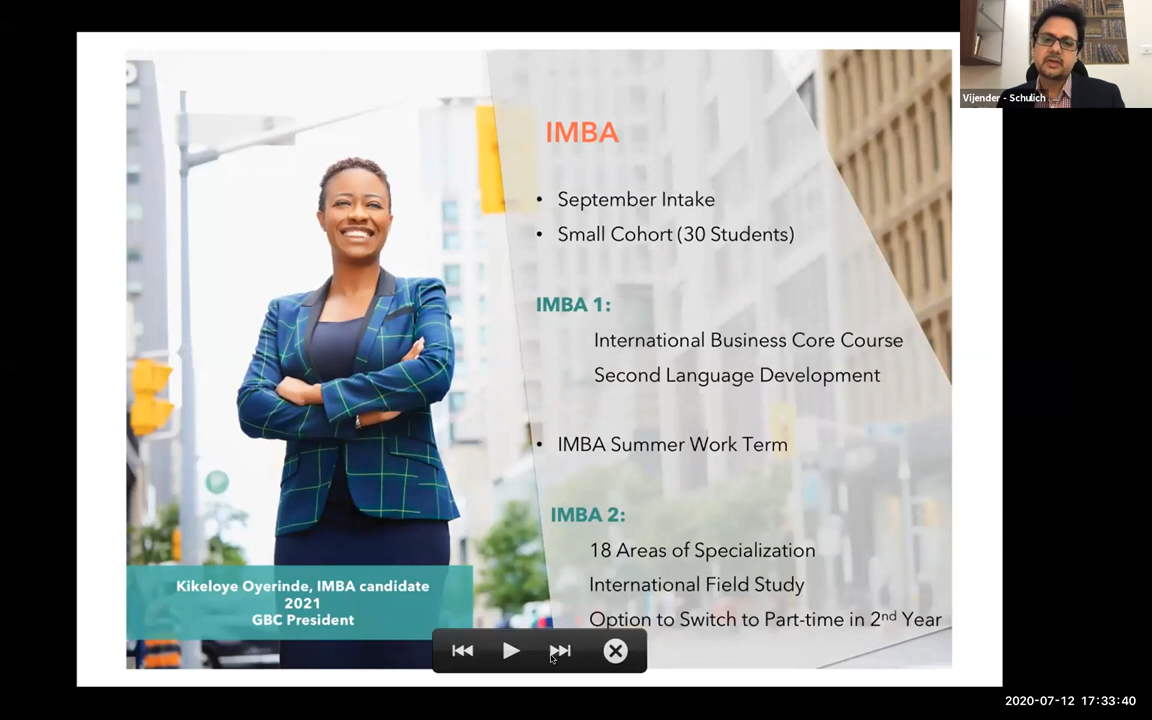 Vijender - Schulich
IMBA
• September Intake
• Small Cohort (30 Students)
IMBA 1:
International Business Core Course
Second Language Development
• IMBA Summer Work Term
IMBA 2:
18 Areas of Specialization
International Field Study
Option to Switch to Part-time in 2nd Year
Kikeloye Oyerinde, IMBA candidate
2021
GBC President
2020-07-12 17:33:40